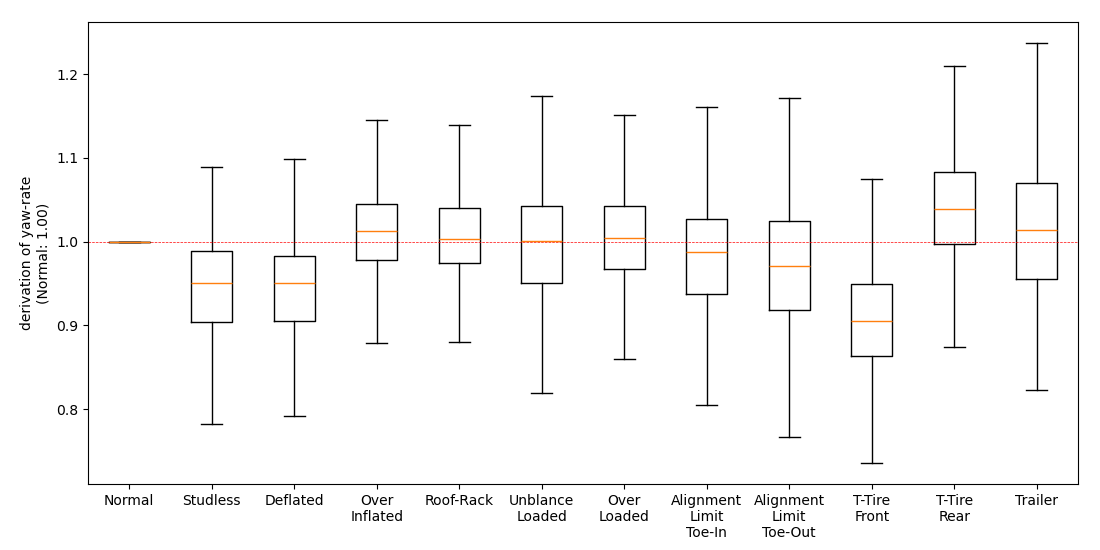 derivation of yaw-rate
(Normal: 1.00)
1.2
1.1
1.0
0.9
0.8
Normal
Studless
Deflated
Over
Inflated
Roof-Rack
Unblance
Loaded
Over
Loaded
Alignment
Limit
Toe-In
Alignment
Limit
Toe-Out
T-Tire
Front
T-Tire
Rear
Trailer